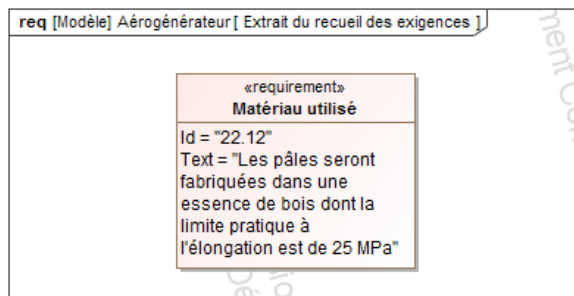 req [Modèle] Aérogénérateur [ Extrait du recueil des exigences ]
«requirement»
Matériau utilisé
Id = "22.12"
Text = "Les pâles seront
fabriquées dans une
essence de bois dont la
limite pratique à
l'élongation est de 25 MPa"